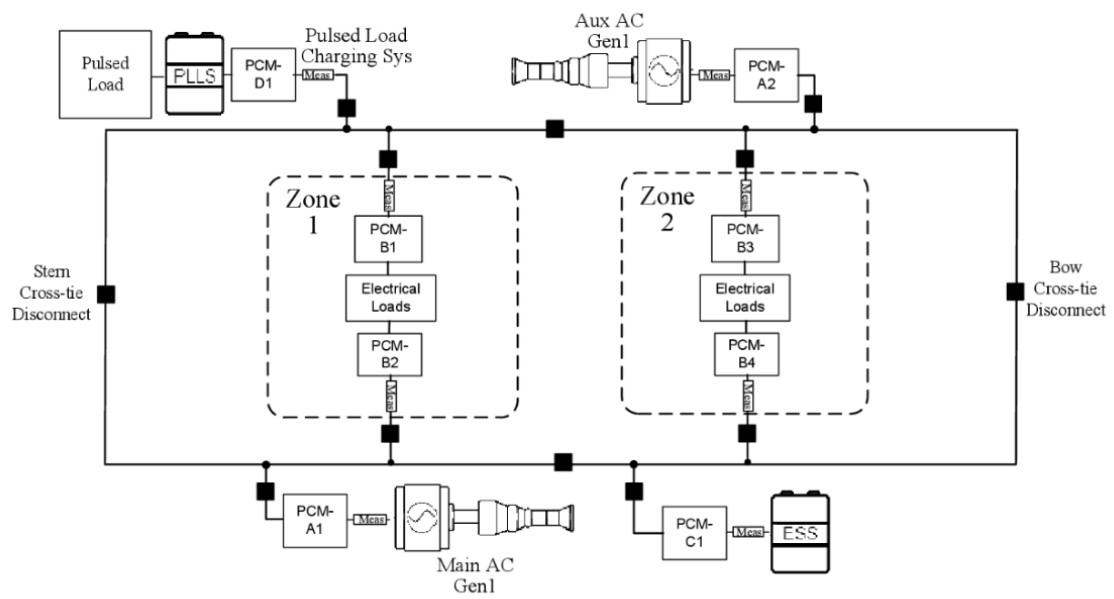 Pulsed
Load
PLLS
PCM-
D1
Meas
Pulsed Load
Charging Sys
Aux AC
Gen1
Meas
PCM-
A2
Zone
1
Meas
PCM-
B1
Electrical
Loads
PCM-
B2
Meas
Zone
2
Meas
PCM-
B3
Electrical
Loads
PCM-
B4
Meas
Stern
Cross-tie
Disconnect
Bow
Cross-tie
Disconnect
PCM-
A1
Meas
Main AC
Gen1
PCM-
C1
Meas
ESS